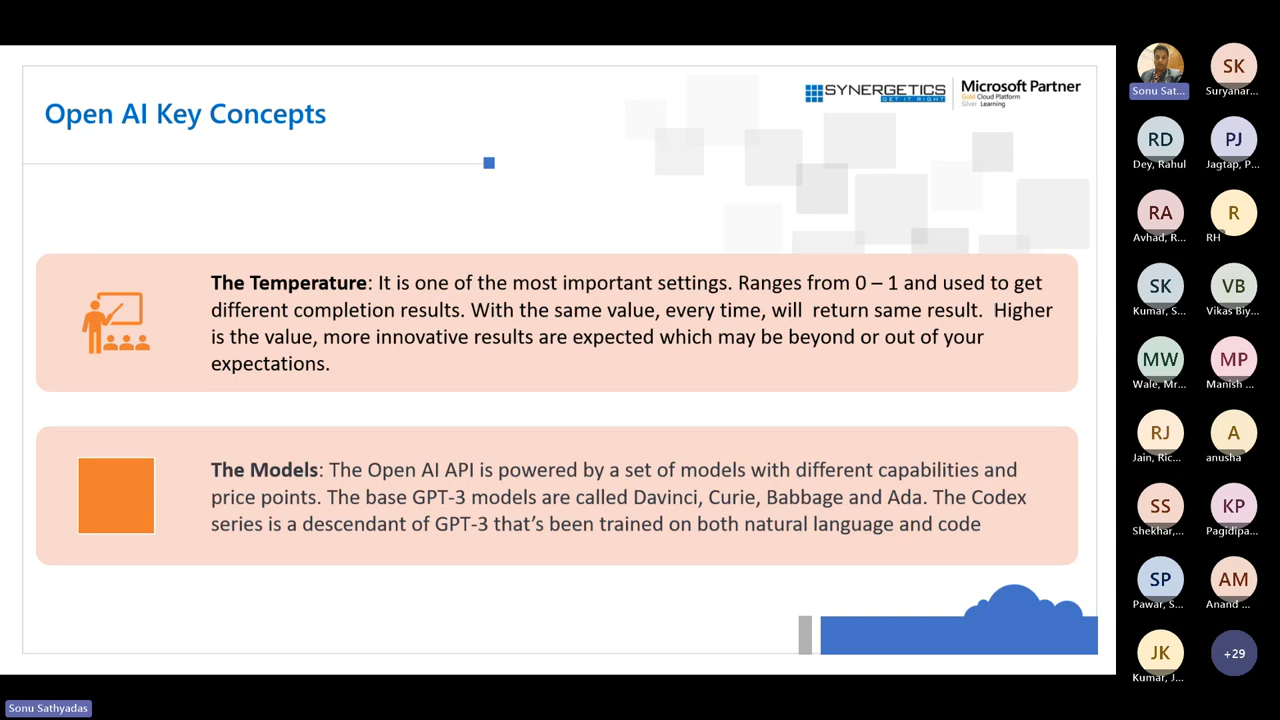 Open AI Key Concepts
SYNERGETICS
GET IT RIGHT
Microsoft Partner
Gold Cloud Platform
Silver Learning
The Temperature: It is one of the most important settings. Ranges from 0 – 1 and used to get
different completion results. With the same value, every time, will return same result. Higher
is the value, more innovative results are expected which may be beyond or out of your
expectations.
The Models: The Open AI API is powered by a set of models with different capabilities and
price points. The base GPT-3 models are called Davinci, Curie, Babbage and Ada. The Codex
series is a descendant of GPT-3 that’s been trained on both natural language and code
Sonu Sat...
SK
Suryanar...
RD
Dey, Rahul
PJ
Jagtap, P...
RA
Avhad, R...
R
RH
SK
Kumar, S...
VB
Vikas Biy...
MW
Wale, Mr...
MP
Manish ...
RJ
Jain, Ric...
A
anusha
SS
Shekhar,...
KP
Pagidipa...
SP
Pawar, S...
AM
Anand ...
JK
Kumar, J...
+29
Sonu Sathyadas